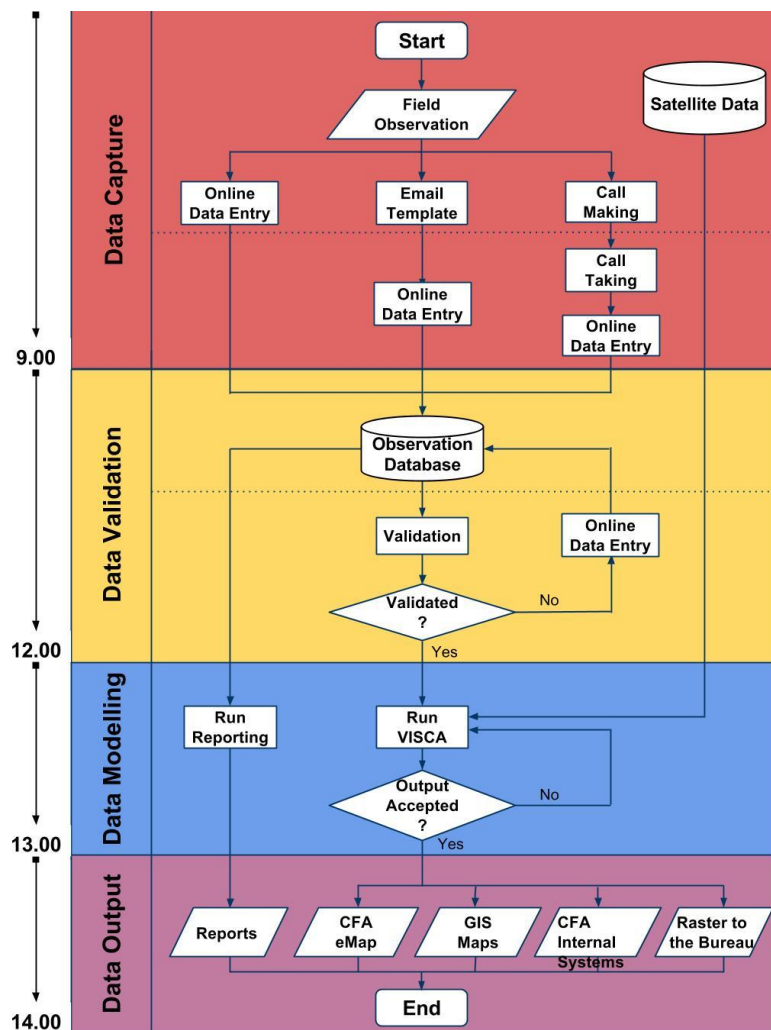 Start
Field
Observation
Satellite Data
Online
Data Entry
Email
Template
Call
Making
Call
Taking
Online
Data Entry
Online
Data Entry
Data Capture
9.00
Observation
Database
Validation
Online
Data Entry
Validated
?
No
Yes
Data Validation
12.00
Run
Reporting
Run
VISCA
Output
Accepted
?
No
Yes
Data Modelling
13.00
Reports
CFA
eMap
GIS
Maps
CFA
Internal
Systems
Raster to
the Bureau
End
Data Output
14.00